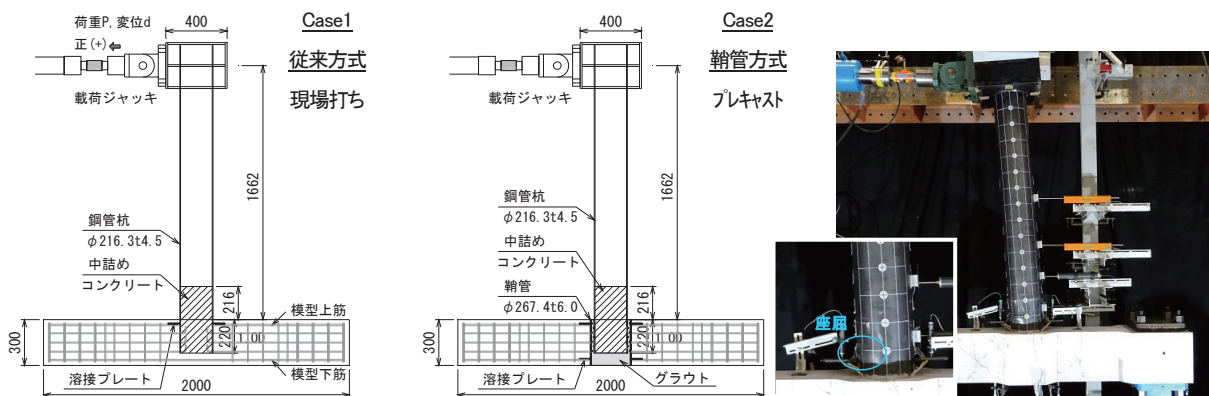 荷重P,変位d
正(+)
400
Case1
従来方式
現場打ち
載荷ジャッキ
1662
鋼管杭
φ216.3t4.5
中詰め
コンクリート
216
模型上筋
300
220
1.0D
溶接プレート
模型下筋
2000
400
Case2
鞘管方式
プレキャスト
載荷ジャッキ
1662
鋼管杭
φ216.3t4.5
中詰め
コンクリート
鞘管
φ267.4t6.0
216
300
220
1.0D
溶接プレート
グラウト
2000
座屈